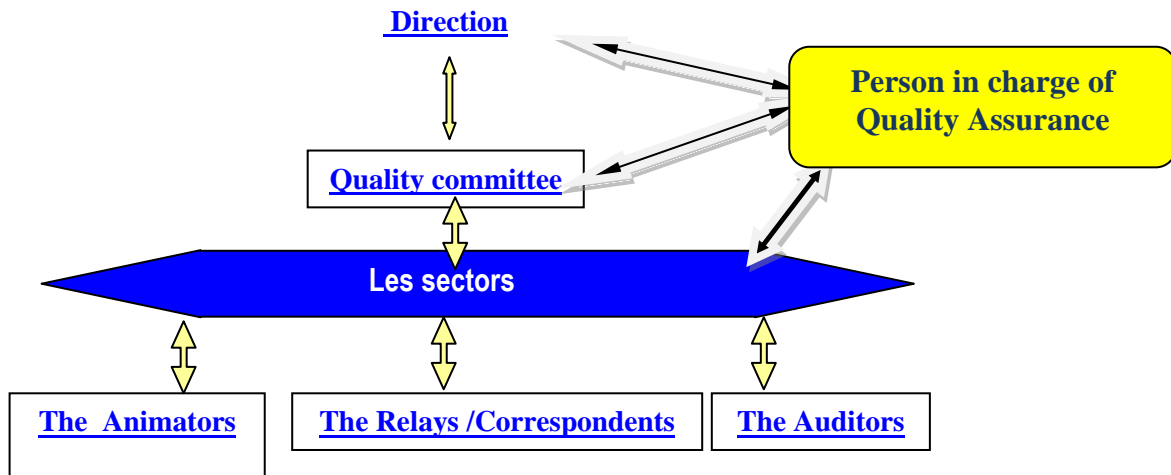 Direction
Person in charge of
Quality Assurance
Quality committee
Les sectors
The Animators
The Relays /Correspondents
The Auditors